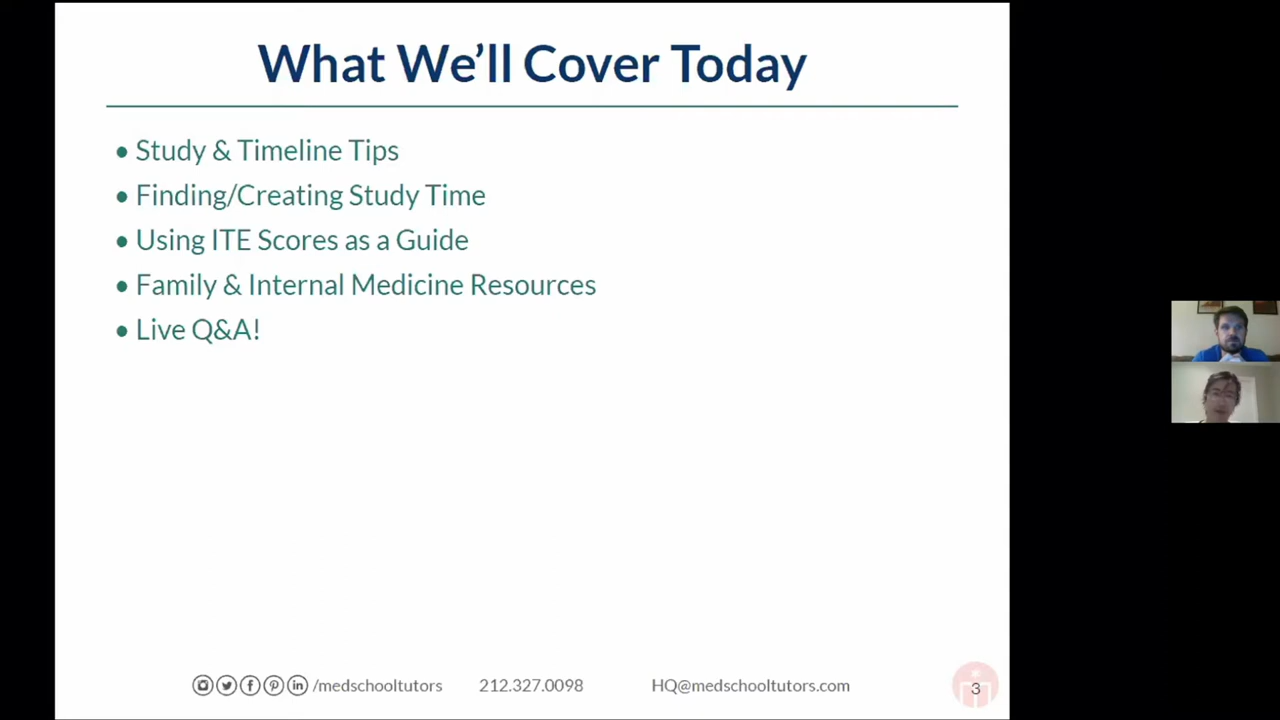 What We'll Cover Today
• Study & Timeline Tips
• Finding/Creating Study Time
• Using ITE Scores as a Guide
• Family & Internal Medicine Resources
• Live Q&A!
/medschooltutors 212.327.0098 HQ@medschooltutors.com 3